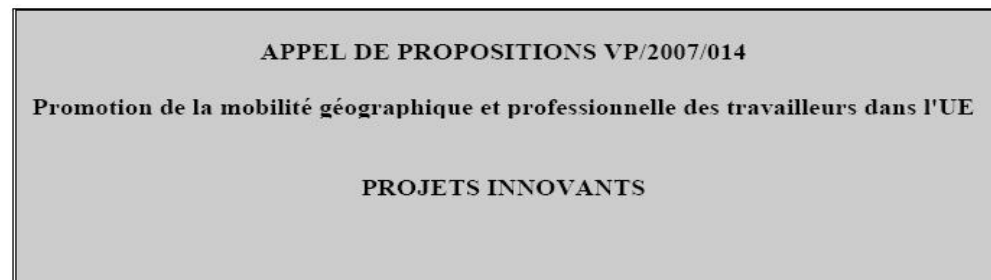 APPEL DE PROPOSITIONS VP/2007/014
Promotion de la mobilité géographique et professionnelle des travailleurs dans l'UE
PROJETS INNOVANTS